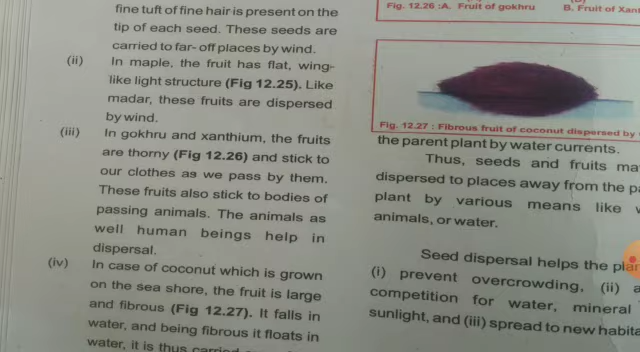 fine tuft of fine hair is present on the
tip of each seed. These seeds are
carried to far- off places by wind.
(ii) In maple, the fruit has flat, wing-
like light structure (Fig 12.25). Like
madar, these fruits are dispersed
by wind.
(iii) In gokhru and xanthium, the fruits
are thorny (Fig 12.26) and stick to
our clothes as we pass by them.
These fruits also stick to bodies of
passing animals. The animals as
well human beings help in
dispersal.
(iv) In case of coconut which is grown
on the sea shore, the fruit is large
and fibrous (Fig 12.27). It falls in
water, and being fibrous it floats in
water, it is thus carried
Fig. 12.26 :A. Fruit of gokhru B. Fruit of Xant
Fig. 12.27 : Fibrous fruit of coconut dispersed by
the parent plant by water currents.
Thus, seeds and fruits ma
dispersed to places away from the pa
plant by various means like
animals, or water.
Seed dispersal helps the plan
(i) prevent overcrowding, (ii) a
competition for water, mineral
sunlight, and (iii) spread to new habita